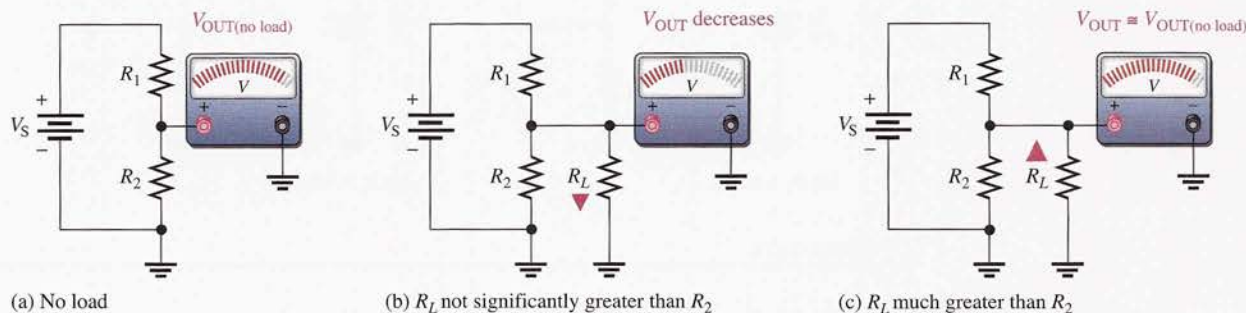 V_OUT(no load)
R_1
V
+ −
+
V_S
−
R_2
(a) No load
V_OUT decreases
R_1
V
+ −
+
V_S
−
R_2
R_L
(b) R_L not significantly greater than R_2
V_OUT ≅ V_OUT(no load)
R_1
V
+ −
+
V_S
−
R_2
R_L
(c) R_L much greater than R_2